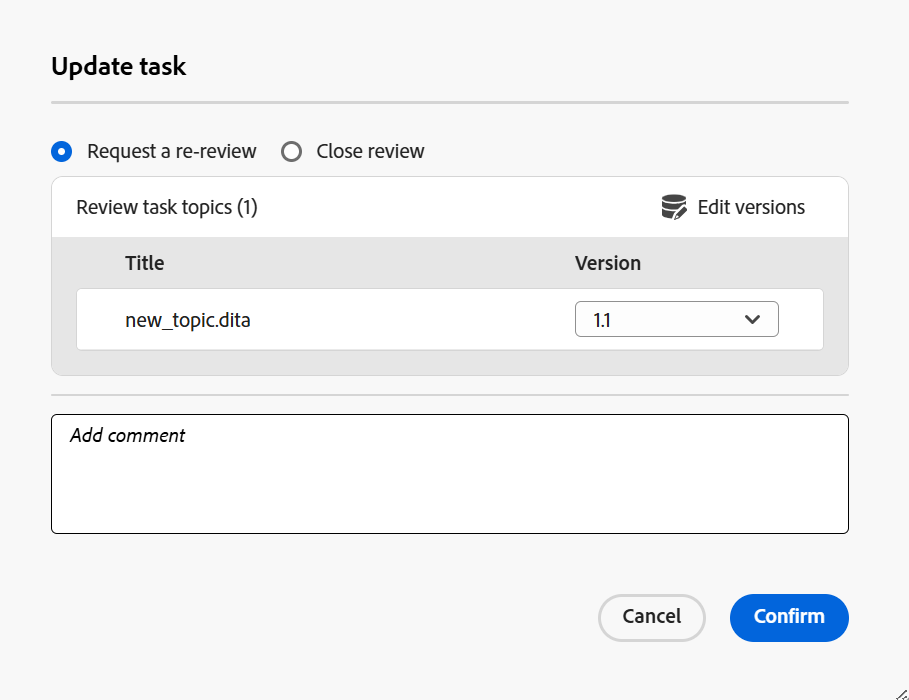 Update task
Request a re-review Close review
Review task topics (1) Edit versions
Title Version
new_topic.dita 1.1
Add comment
Cancel Confirm